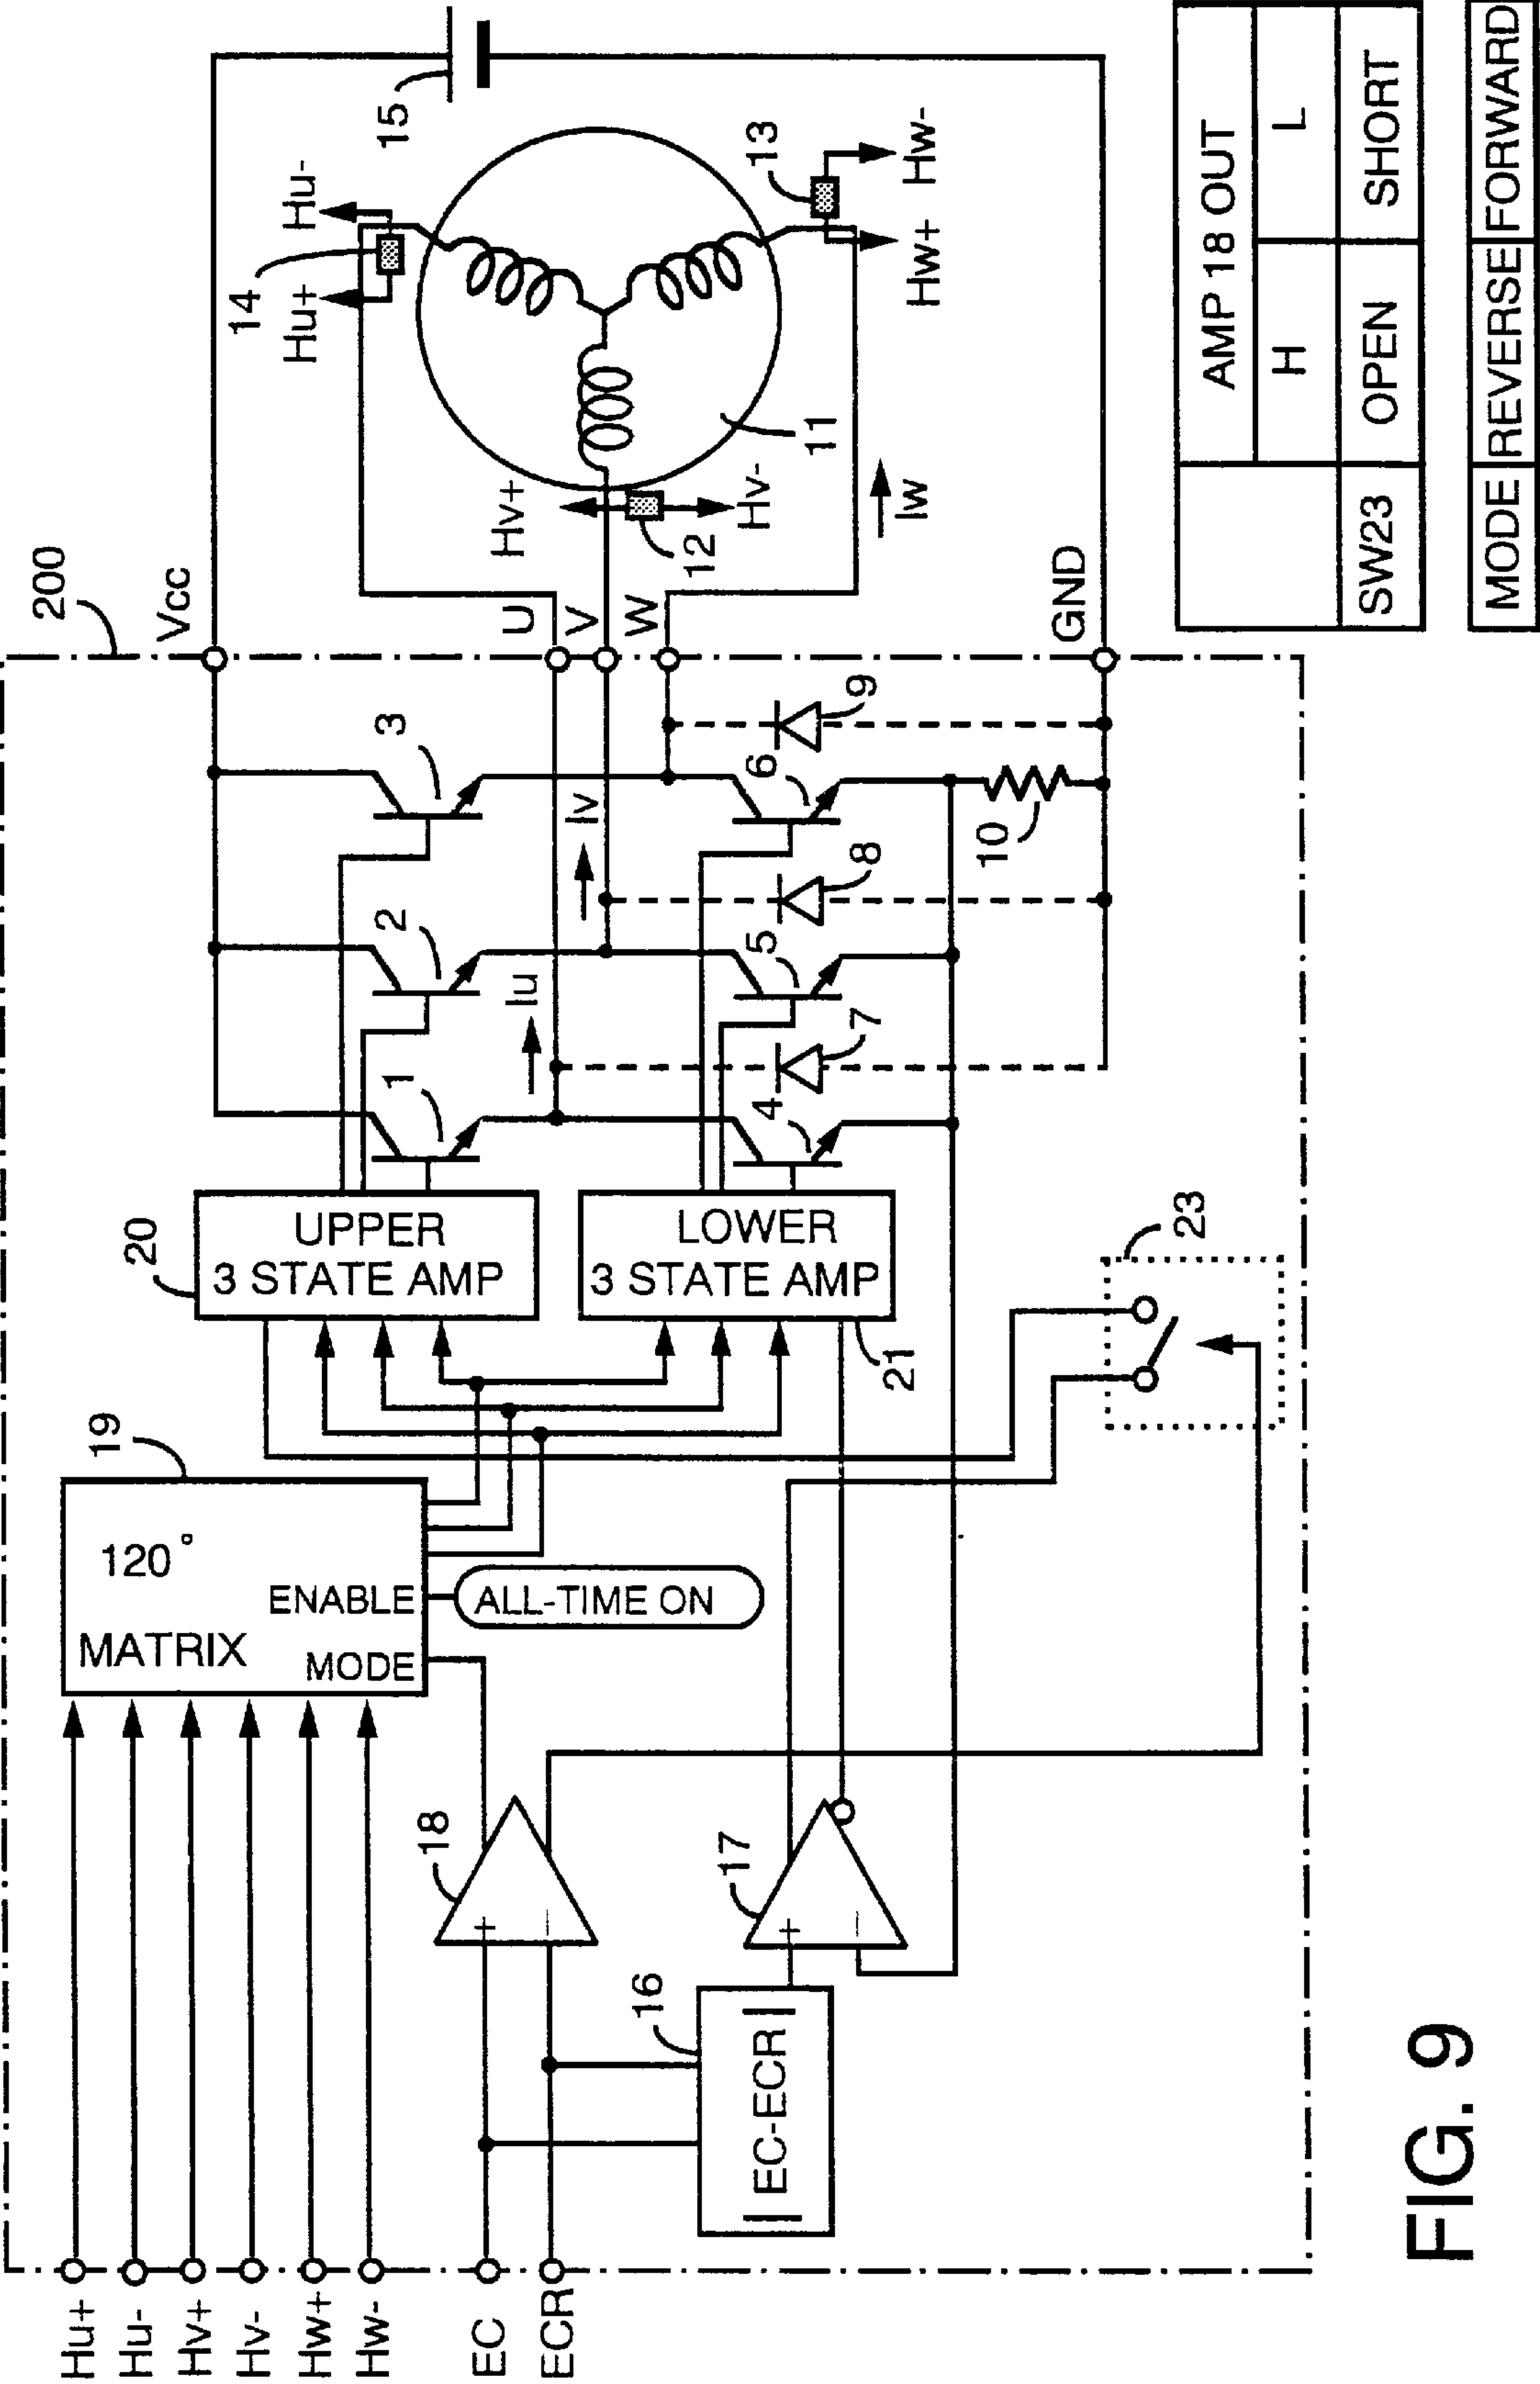 200
Vcc
U
V
W
GND
15
14
Hu+
Hu-
13
Hw+
Hw-
Hv+
Hv-
12
11
Iw
Iv
Iu
1
2
3
4
5
6
7
8
9
10
20
UPPER
3 STATE AMP
LOWER
3 STATE AMP
21
23
19
120°
MATRIX
ENABLE
MODE
ALL-TIME ON
18
+
−
17
+
−
16
|EC-ECR|
Hu+
Hu-
Hv+
Hv-
Hw+
Hw-
EC
ECR
AMP 18 OUT
H L
SW23 OPEN SHORT
MODE REVERSE FORWARD
FIG. 9